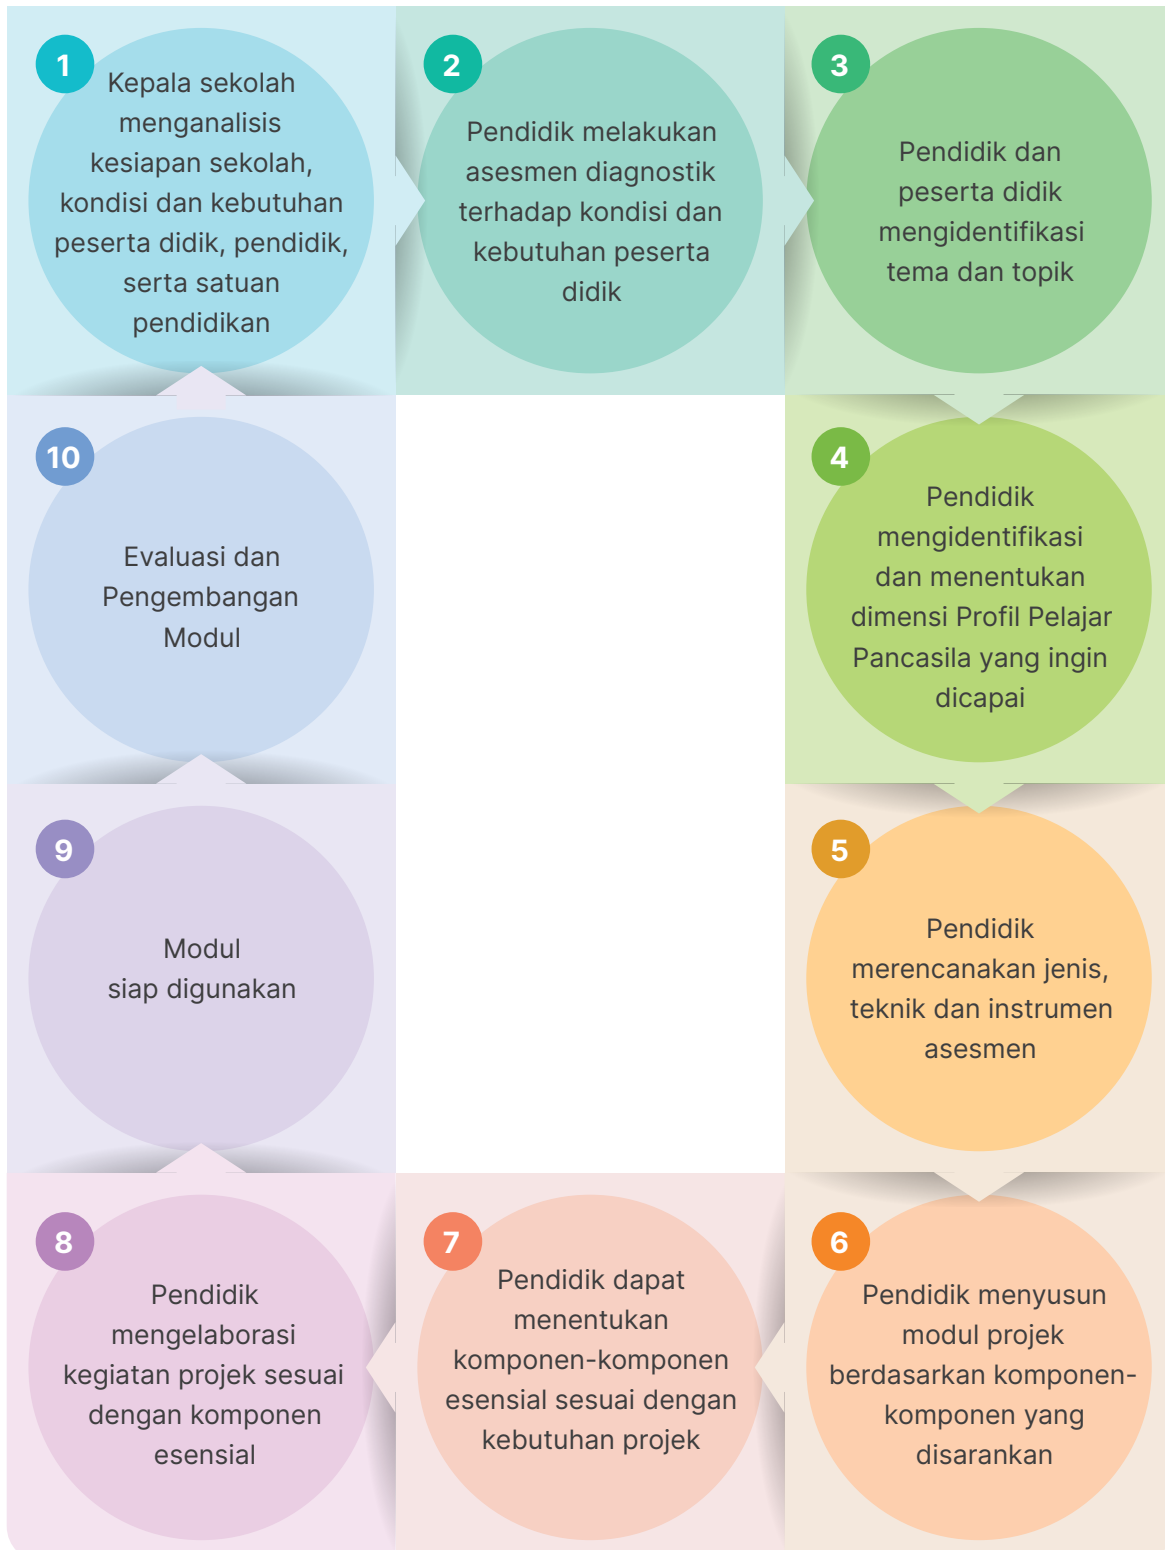 1
Kepala sekolah
menganalisis
kesiapan sekolah,
kondisi dan kebutuhan
peserta didik, pendidik,
serta satuan
pendidikan
2
Pendidik melakukan
asesmen diagnostik
terhadap kondisi dan
kebutuhan peserta
didik
3
Pendidik dan
peserta didik
mengidentifikasi
tema dan topik
4
Pendidik
mengidentifikasi
dan menentukan
dimensi Profil Pelajar
Pancasila yang ingin
dicapai
5
Pendidik
merencanakan jenis,
teknik dan instrumen
asesmen
6
Pendidik menyusun
modul projek
berdasarkan komponen-
komponen yang
disarankan
7
Pendidik dapat
menentukan
komponen-komponen
esensial sesuai dengan
kebutuhan projek
8
Pendidik
mengelaborasi
kegiatan projek sesuai
dengan komponen
esensial
9
Modul
siap digunakan
10
Evaluasi dan
Pengembangan
Modul